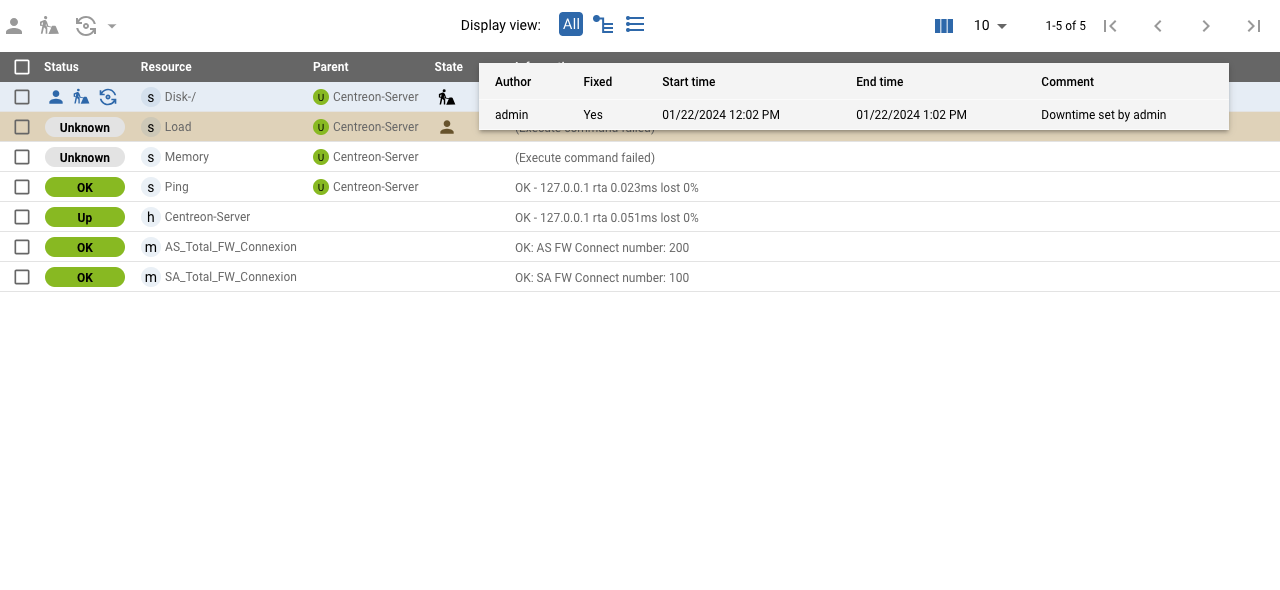 Display view: All 10 1-5 of 5
Status Resource Parent State
Author Fixed Start time End time Comment
s Disk-/ U Centreon-Server
admin Yes 01/22/2024 12:02 PM 01/22/2024 1:02 PM Downtime set by admin
Unknown s Load U Centreon-Server (Execute command failed)
Unknown s Memory U Centreon-Server (Execute command failed)
OK s Ping U Centreon-Server OK - 127.0.0.1 rta 0.023ms lost 0%
Up h Centreon-Server OK - 127.0.0.1 rta 0.051ms lost 0%
OK m AS_Total_FW_Connexion OK: AS FW Connect number: 200
OK m SA_Total_FW_Connexion OK: SA FW Connect number: 100